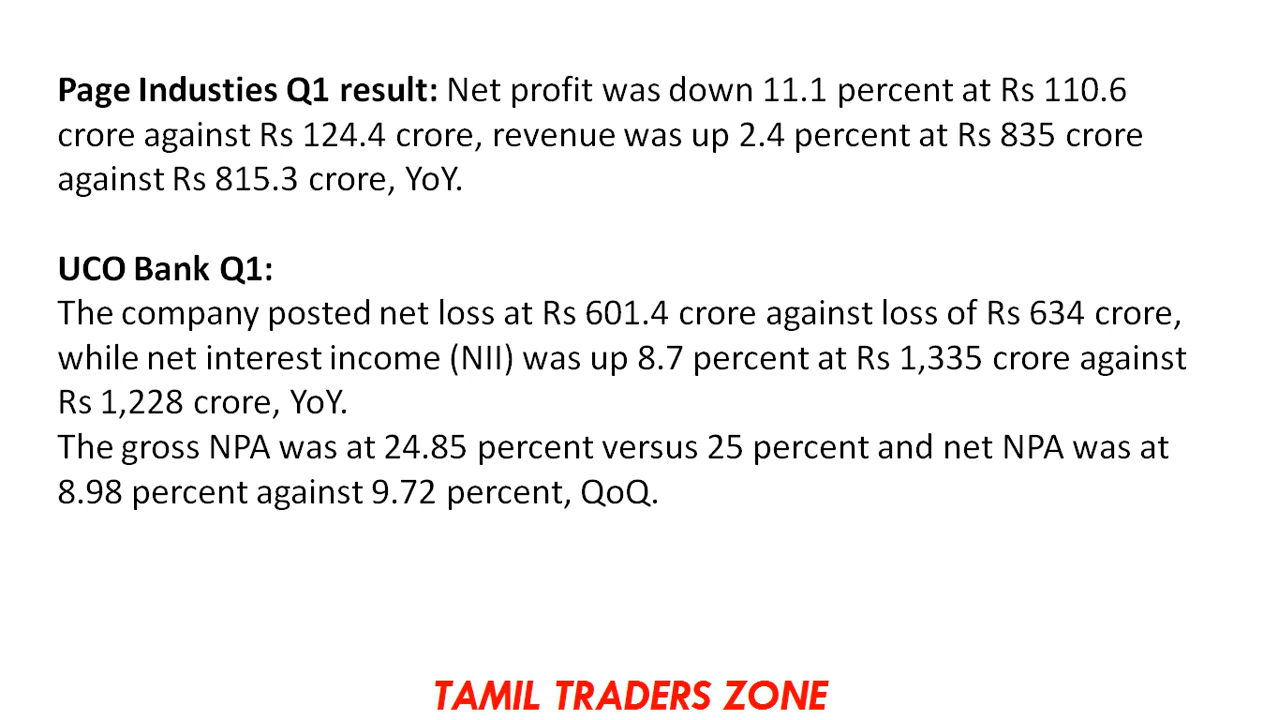 Page Industies Q1 result: Net profit was down 11.1 percent at Rs 110.6
crore against Rs 124.4 crore, revenue was up 2.4 percent at Rs 835 crore
against Rs 815.3 crore, YoY.
UCO Bank Q1:
The company posted net loss at Rs 601.4 crore against loss of Rs 634 crore,
while net interest income (NII) was up 8.7 percent at Rs 1,335 crore against
Rs 1,228 crore, YoY.
The gross NPA was at 24.85 percent versus 25 percent and net NPA was at
8.98 percent against 9.72 percent, QoQ.
TAMIL TRADERS ZONE